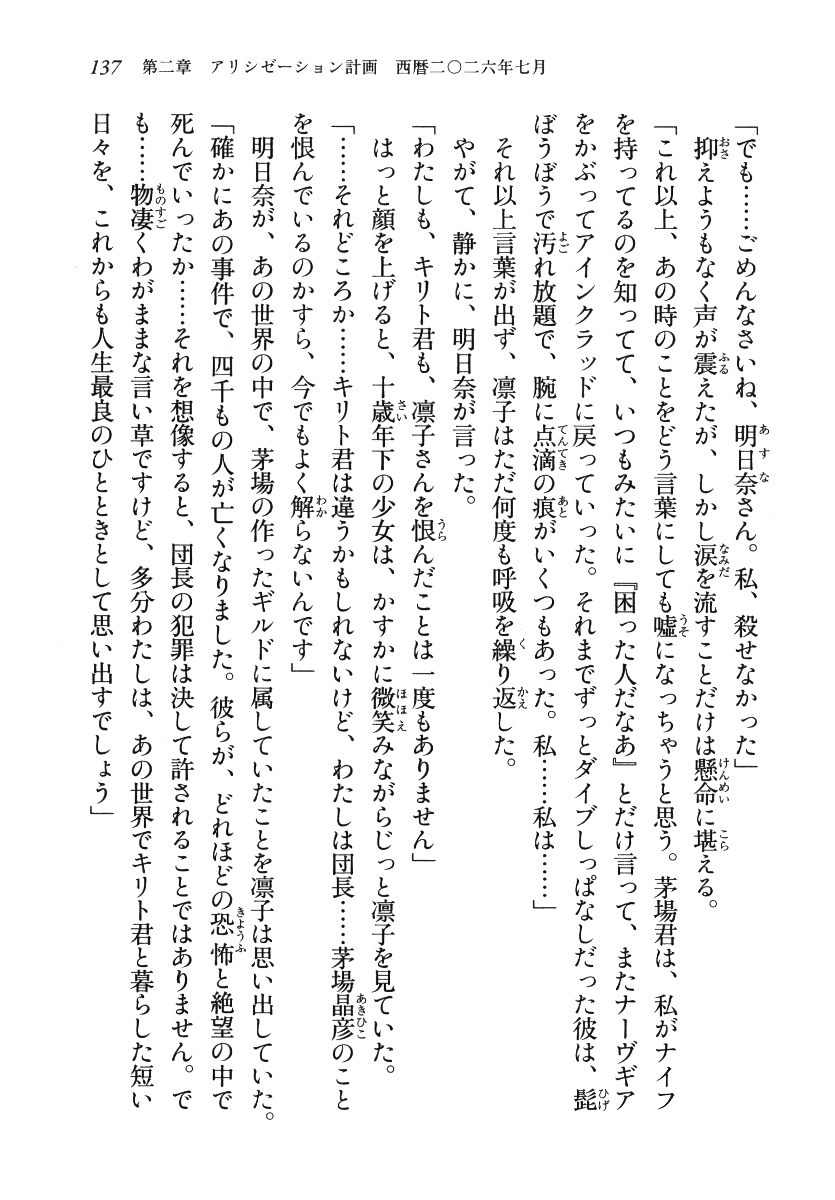 137　第二章　アリシゼーション計画　西暦二〇二六年七月
「でも……ごめんなさいね、明日奈さん。私、殺せなかった」
　抑えようもなく声が震えたが、しかし涙を流すことだけは懸命に堪える。
「これ以上、あの時のことをどう言葉にしても嘘になっちゃうと思う。茅場君は、私がナイフ
を持ってるのを知ってて、いつもみたいに『困った人だなあ』とだけ言って、またナーヴギア
をかぶってアインクラッドに戻っていった。それまでずっとダイブしっぱなしだった彼は、髭
ぼうぼうで汚れ放題で、腕に点滴の痕がいくつもあった。私……私は……」
　それ以上言葉が出ず、凛子はただ何度も呼吸を繰り返した。
　やがて、静かに、明日奈が言った。
「わたしも、キリト君も、凛子さんを恨んだことは一度もありません」
　はっと顔を上げると、十歳年下の少女は、かすかに微笑みながらじっと凛子を見ていた。
「……それどころか……キリト君は違うかもしれないけど、わたしは団長……茅場晶彦のこと
を恨んでいるのかすら、今でもよく解らないんです」
　明日奈が、あの世界の中で、茅場の作ったギルドに属していたことを凛子は思い出していた。
「確かにあの事件で、四千もの人が亡くなりました。彼らが、どれほどの恐怖と絶望の中で
死んでいったか……それを想像すると、団長の犯罪は決して許されることではありません。で
も……物凄くわがままな言い草ですけど、多分わたしは、あの世界でキリト君と暮らした短い
日々を、これからも人生最良のひとときとして思い出すでしょう」